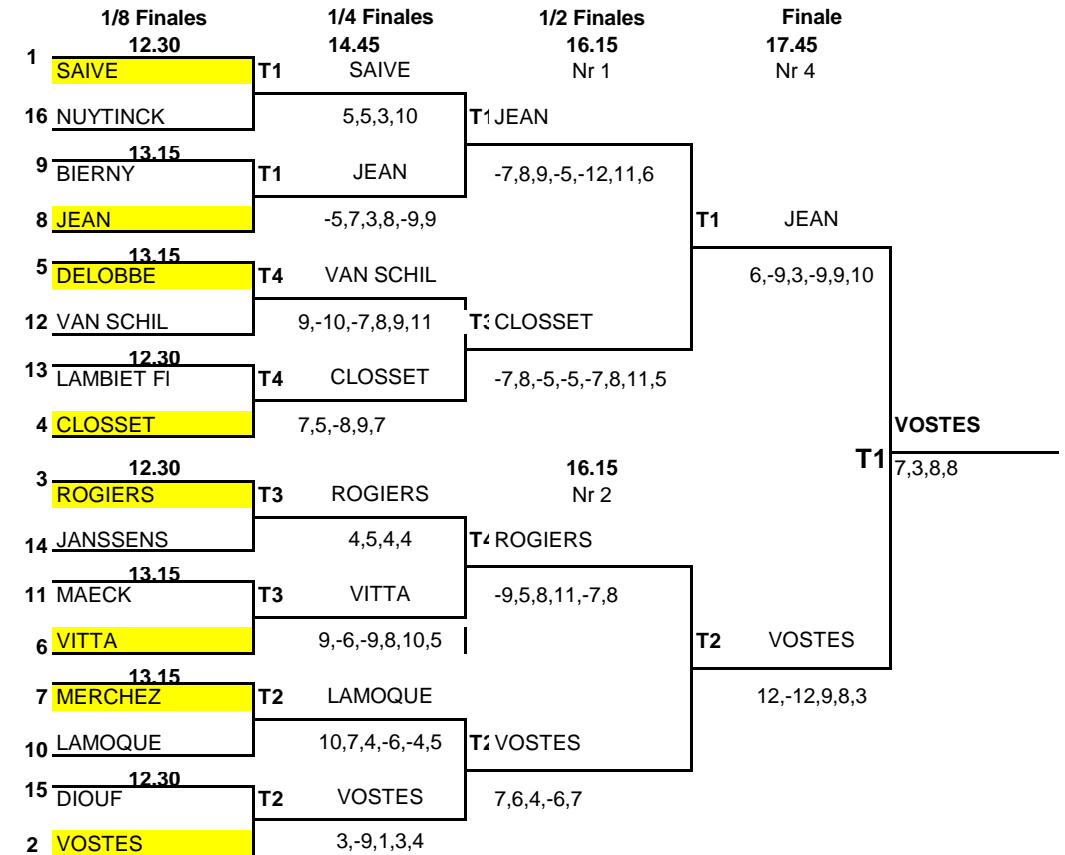 1/8 Finales 1/4 Finales 1/2 Finales Finale
12.30 14.45 16.15 17.45
1 SAIVE T1 SAIVE Nr 1 Nr 4
16 NUYTINCK 5,5,3,10 T1 JEAN
13.15
9 BIERNY T1 JEAN -7,8,9,-5,-12,11,6
8 JEAN -5,7,3,8,-9,9 T1 JEAN
13.15
5 DELOBBE T4 VAN SCHIL 6,-9,3,-9,9,10
12 VAN SCHIL 9,-10,-7,8,9,11 T3 CLOSSET
12.30
13 LAMBIET FI T4 CLOSSET -7,8,-5,-5,-7,8,11,5
4 CLOSSET 7,5,-8,9,7 VOSTES
12.30 16.15 T1 7,3,8,8
3 ROGIERS T3 ROGIERS Nr 2
14 JANSSENS 4,5,4,4 T4 ROGIERS
13.15
11 MAECK T3 VITTA -9,5,8,11,-7,8
6 VITTA 9,-6,-9,8,10,5 T2 VOSTES
13.15
7 MERCHEZ T2 LAMOQUE 12,-12,9,8,3
10 LAMOQUE 10,7,4,-6,-4,5 T2 VOSTES
12.30
15 DIOUF T2 VOSTES 7,6,4,-6,7
2 VOSTES 3,-9,1,3,4